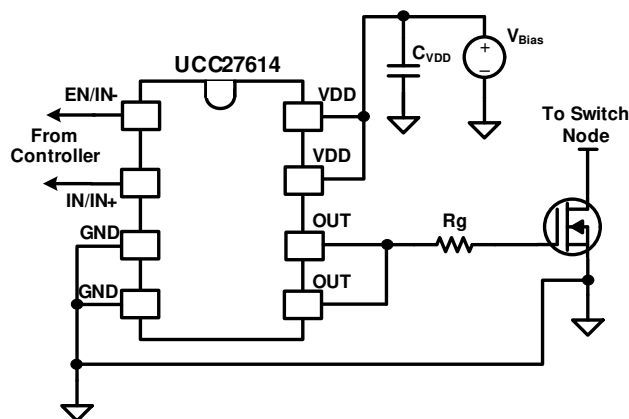 UCC27614
EN/IN-
From
Controller
IN/IN+
GND
GND
VDD
VDD
OUT
OUT
CVDD
VBias
+
–
Rg
To Switch
Node